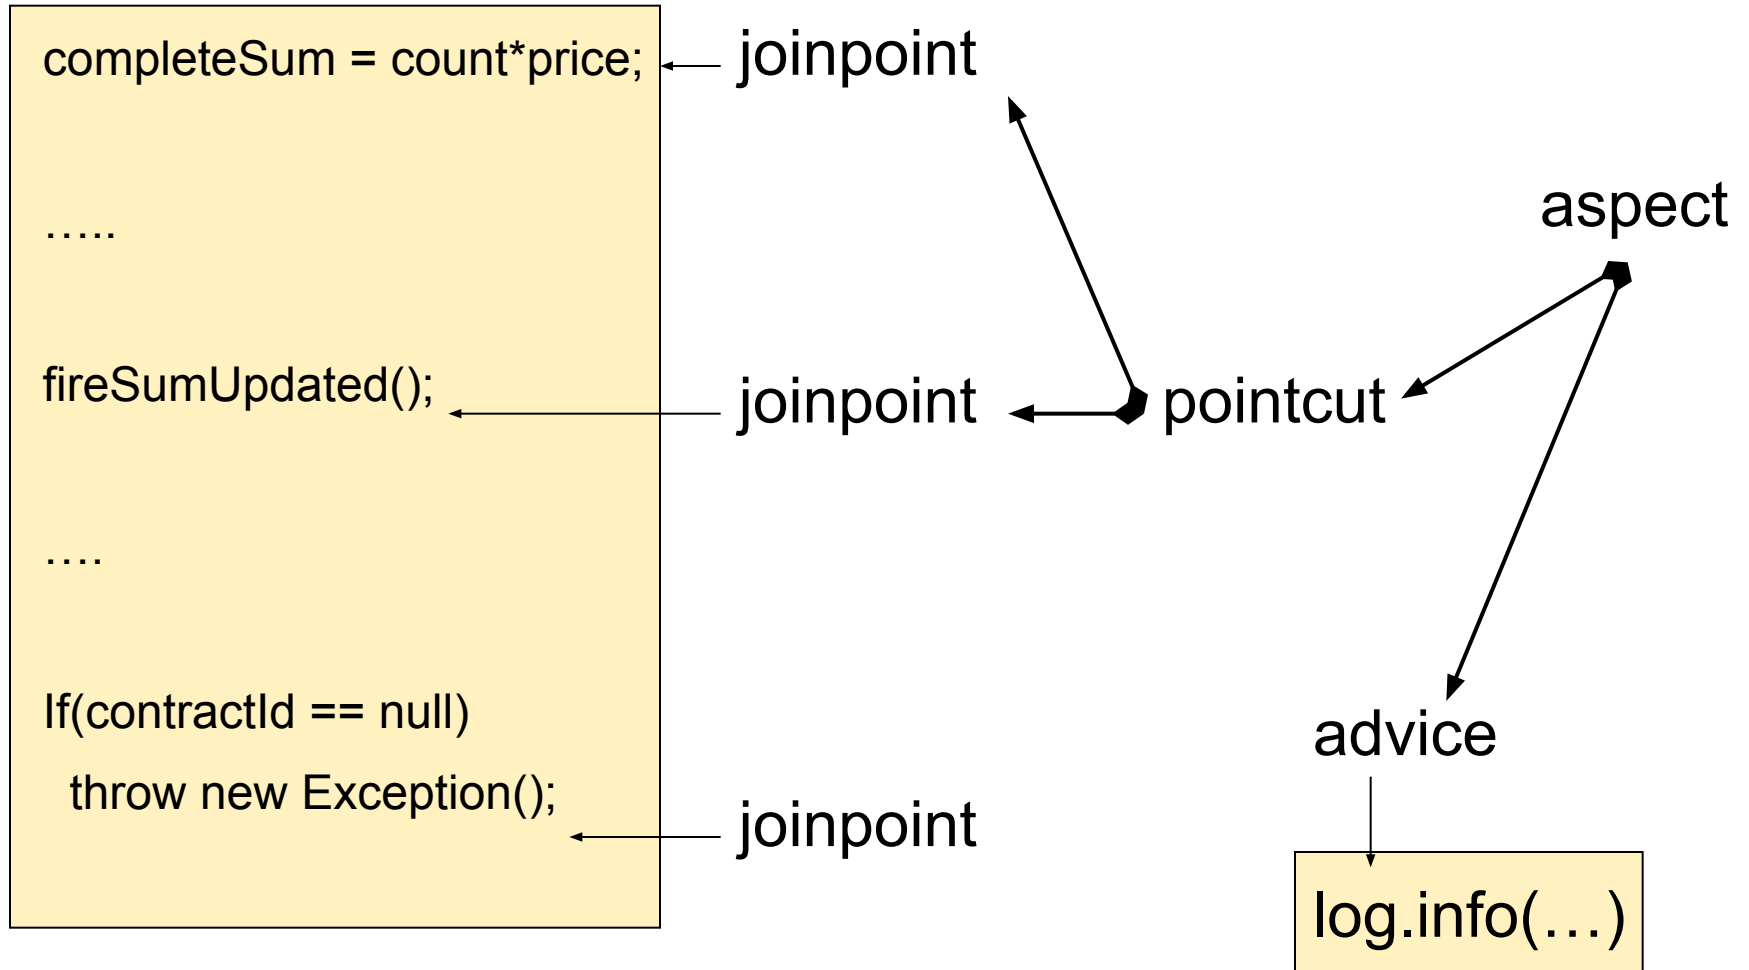 completeSum = count*price;
joinpoint
aspect
…..
fireSumUpdated();
joinpoint
pointcut
….
If(contractId == null)
advice
throw new Exception();
joinpoint
log.info(…)